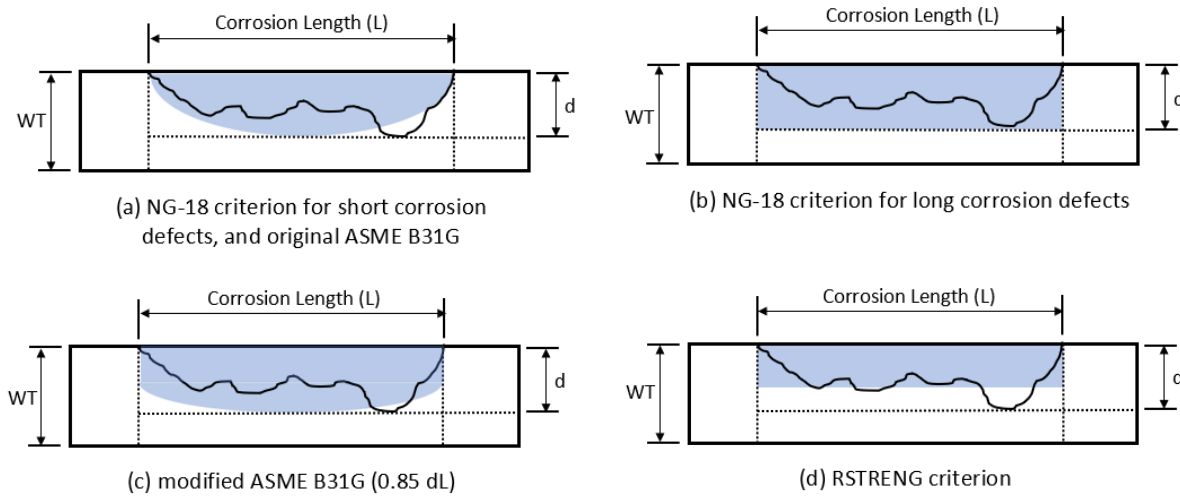 Corrosion Length (L)
WT
d
(a) NG-18 criterion for short corrosion
defects, and original ASME B31G
Corrosion Length (L)
WT
d
(b) NG-18 criterion for long corrosion defects
Corrosion Length (L)
WT
d
(c) modified ASME B31G (0.85 dL)
Corrosion Length (L)
WT
d
(d) RSTRENG criterion